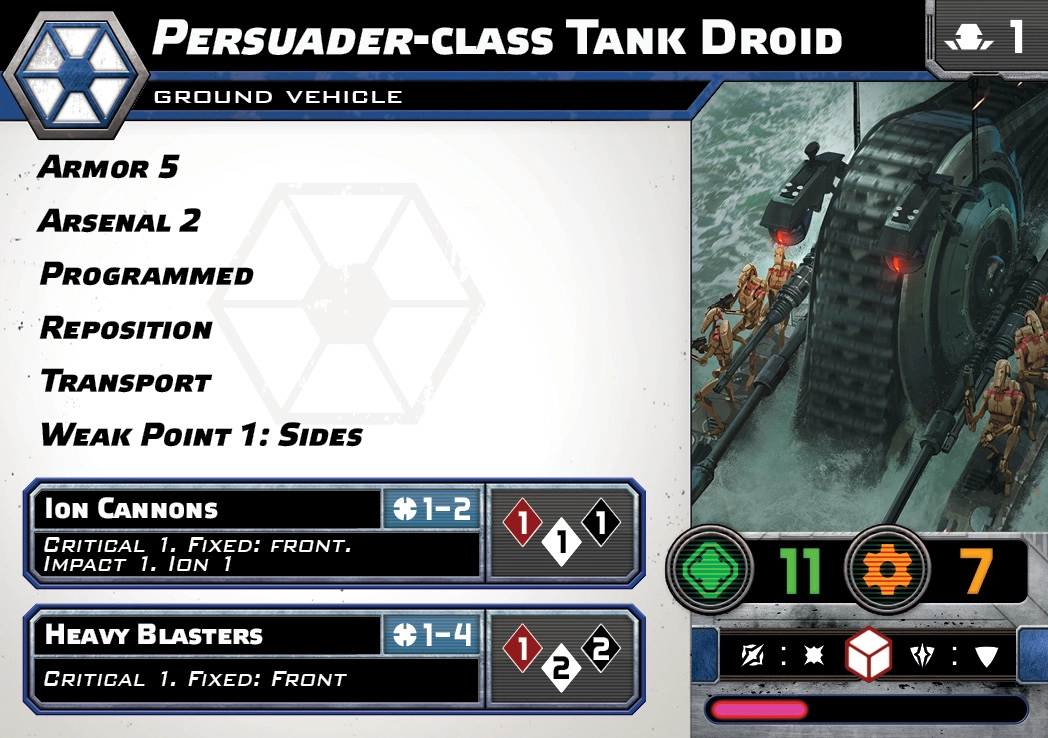 PERSUADER-CLASS TANK DROID
1
GROUND VEHICLE
ARMOR 5
ARSENAL 2
PROGRAMMED
REPOSITION
TRANSPORT
WEAK POINT 1: SIDES
ION CANNONS
1-2
1
1
1
CRITICAL 1. FIXED: FRONT.
IMPACT 1. ION 1
11
7
HEAVY BLASTERS
1-4
1
2
2
CRITICAL 1. FIXED: FRONT
:
: